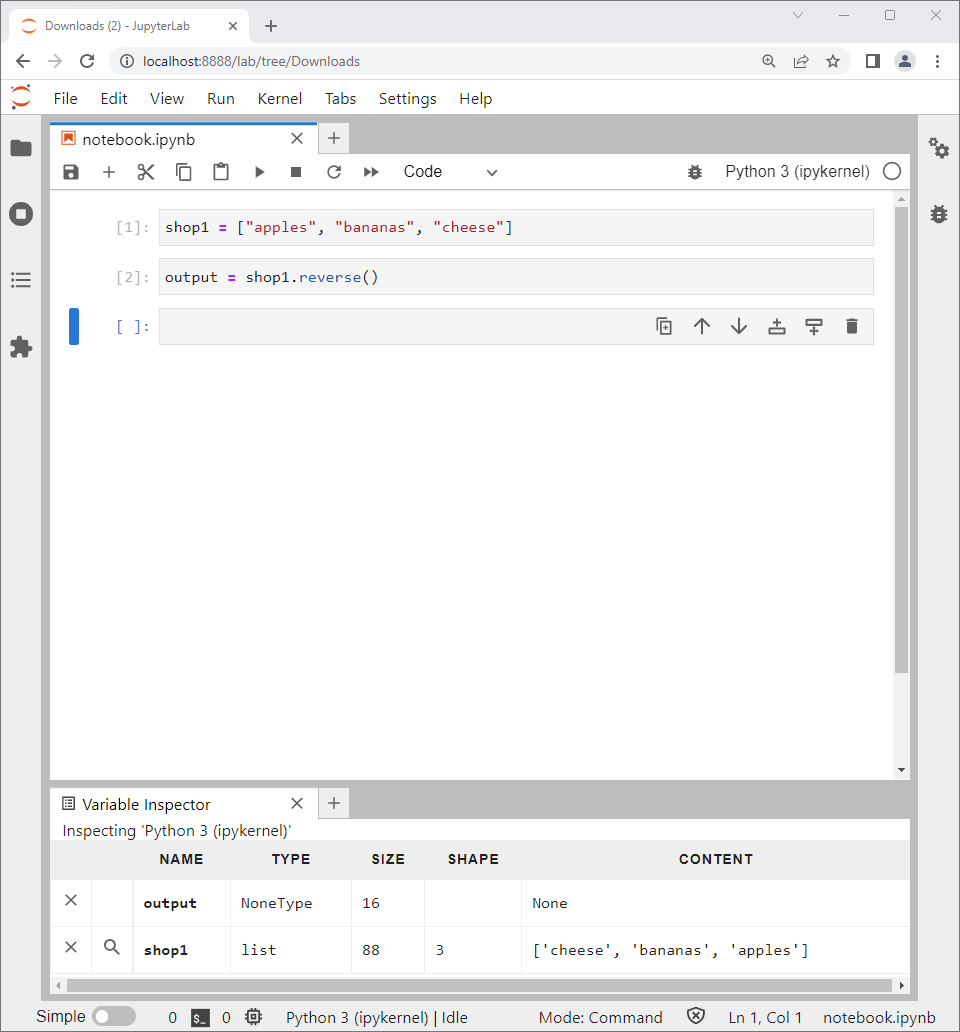 Downloads (2) - JupyterLab
localhost:8888/lab/tree/Downloads
File Edit View Run Kernel Tabs Settings Help
notebook.ipynb
Code Python 3 (ipykernel)
[1]: shop1 = ["apples", "bananas", "cheese"]
[2]: output = shop1.reverse()
[ ]:
Variable Inspector
Inspecting 'Python 3 (ipykernel)'
NAME TYPE SIZE SHAPE CONTENT
output NoneType 16 None
shop1 list 88 3 ['cheese', 'bananas', 'apples']
Simple 0 $_ 0 Python 3 (ipykernel) | Idle Mode: Command Ln 1, Col 1 notebook.ipynb